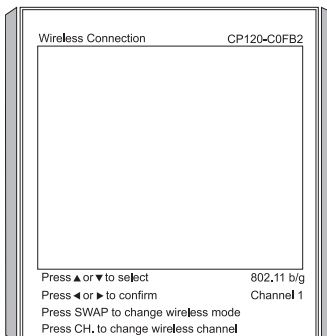 Wireless Connection CP120-C0FB2
Press ▲ or ▼ to select 802.11 b/g
Press ◄ or ► to confirm Channel 1
Press SWAP to change wireless mode
Press CH. to change wireless channel